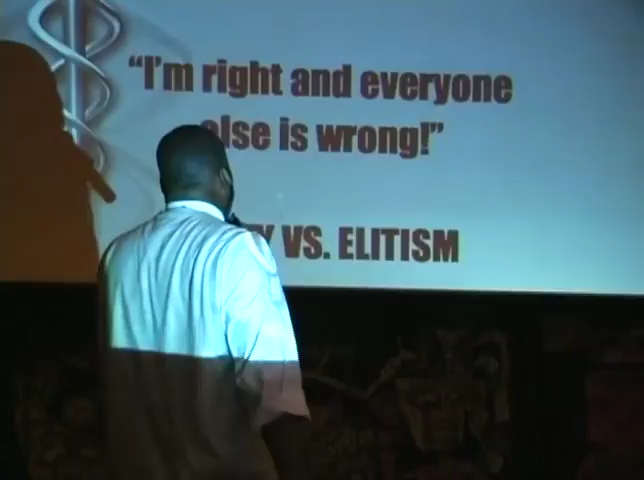 “I'm right and everyone
else is wrong!”
VS. ELITISM